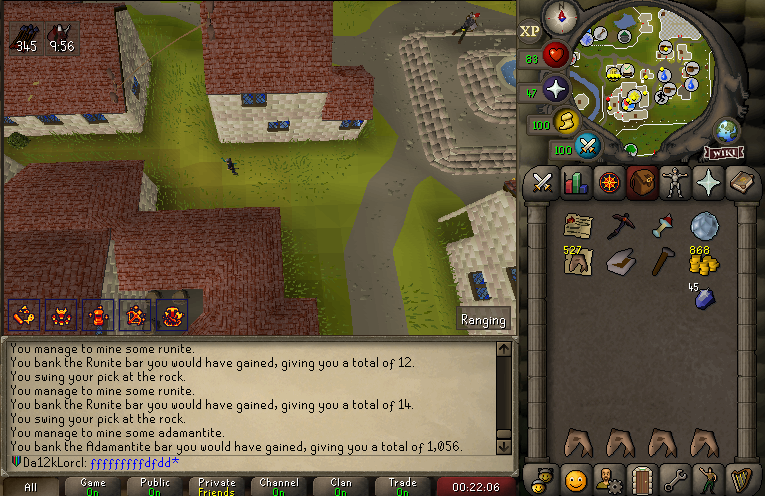 345 9:56
XP
83
47
100
100
WIKI
527
868
45
Ranging
You manage to mine some runite.
You bank the Runite bar you would have gained, giving you a total of 12.
You swing your pick at the rock.
You manage to mine some runite.
You bank the Runite bar you would have gained, giving you a total of 14.
You swing your pick at the rock.
You manage to mine some adamantite.
You bank the Adamantite bar you would have gained, giving you a total of 1,056.
Da12kLorcl: fffffffffdfdd*
All
Game On
Public On
Private Friends
Channel On
Clan On
Trade On
00:22:06